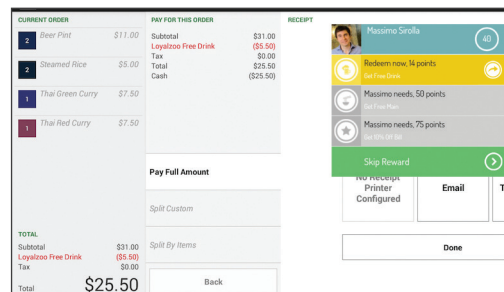 CURRENT ORDER
2 Beer Pint $11.00
2 Steamed Rice $5.00
1 Thai Green Curry $7.50
1 Thai Red Curry $7.50
TOTAL
Subtotal $31.00
Loyalzoo Free Drink ($5.50)
Tax $0.00
Total $25.50
PAY FOR THIS ORDER
Subtotal $31.00
Loyalzoo Free Drink ($5.50)
Tax $0.00
Total $25.50
Cash ($25.50)
Pay Full Amount
Split Custom
Split By Items
Back
RECEIPT
Massimo Sirolla 40
Redeem now, 14 points
Get Free Drink
Massimo needs, 50 points
Get Free Main
Massimo needs, 75 points
Get 10% Off Bill
Skip Reward
No Receipt
Printer
Configured
Email
T
Done